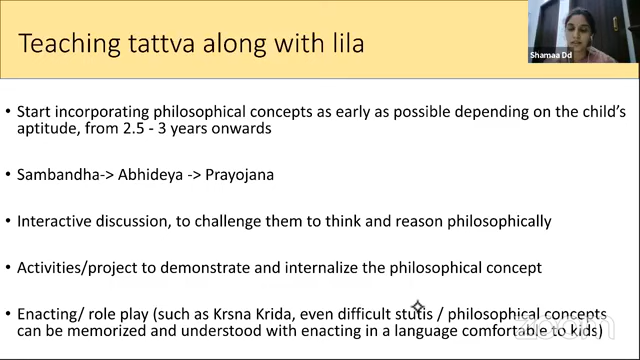 Teaching tattva along with lila
Shamaa Dd
• Start incorporating philosophical concepts as early as possible depending on the child's
aptitude, from 2.5 - 3 years onwards
• Sambandha-> Abhideya -> Prayojana
• Interactive discussion, to challenge them to think and reason philosophically
• Activities/project to demonstrate and internalize the philosophical concept
• Enacting/ role play (such as Krsna Krida, even difficult stutis / philosophical concepts
can be memorized and understood with enacting in a language comfortable to kids)
zoom